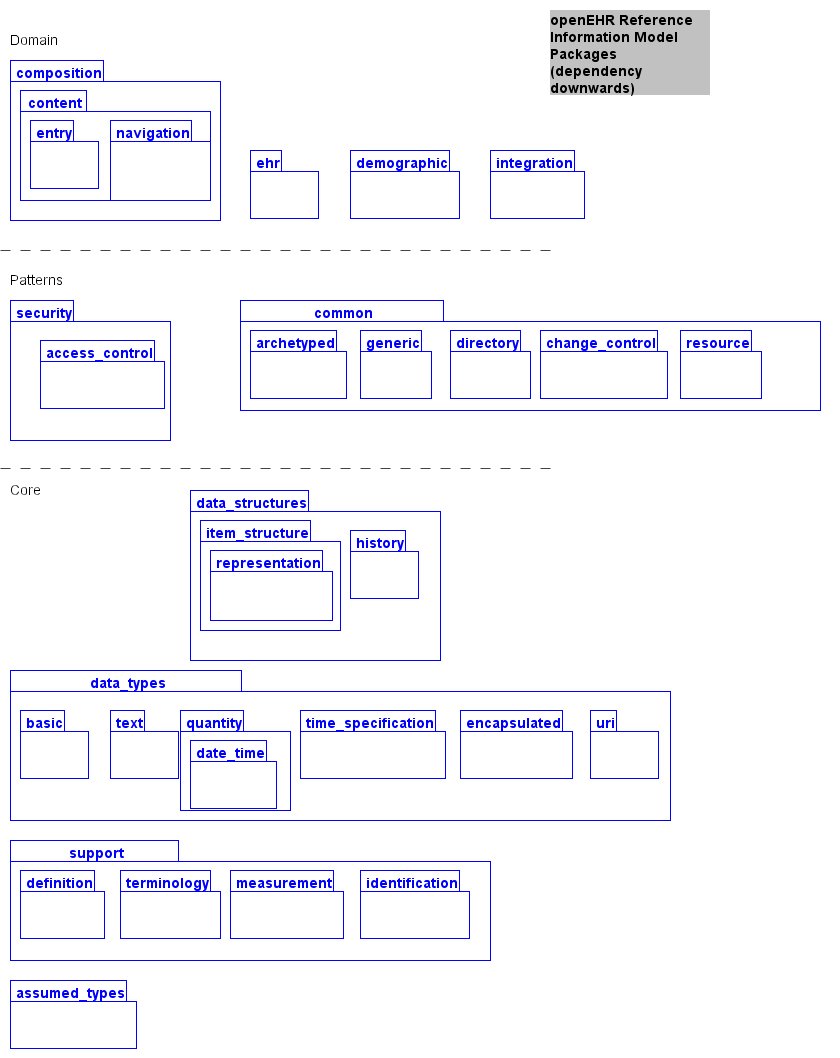 Domain
openEHR Reference
Information Model
Packages
(dependency
downwards)
composition
content
entry
navigation
ehr
demographic
integration
Patterns
security
access_control
common
archetyped
generic
directory
change_control
resource
Core
data_structures
item_structure
representation
history
data_types
basic
text
quantity
date_time
time_specification
encapsulated
uri
support
definition
terminology
measurement
identification
assumed_types